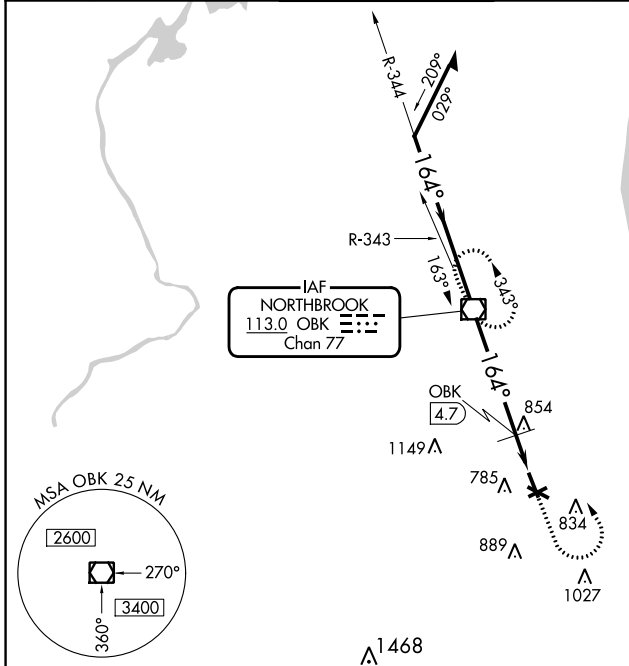 R-344
209°
029°
164°
R-343
163°
343°
IAF
NORTHBROOK
113.0 OBK
Chan 77
164°
OBK
4.7
854
1149
785
834
889
1027
1468
MSA OBK 25 NM
2600
270°
3400
360°